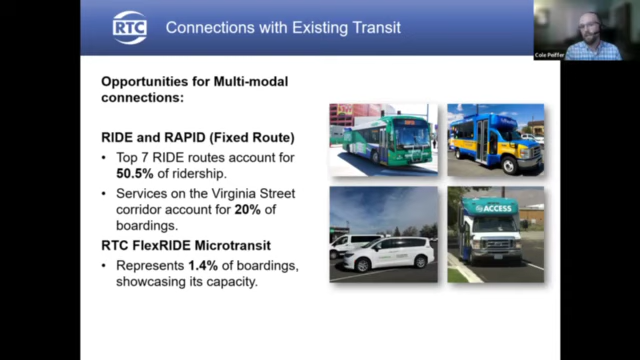 RTC
Connections with Existing Transit
Cole Peiffer
Opportunities for Multi-modal
connections:
RIDE and RAPID (Fixed Route)
• Top 7 RIDE routes account for
50.5% of ridership.
• Services on the Virginia Street
corridor account for 20% of
boardings.
RTC FlexRIDE Microtransit
• Represents 1.4% of boardings,
showcasing its capacity.
ACCESS